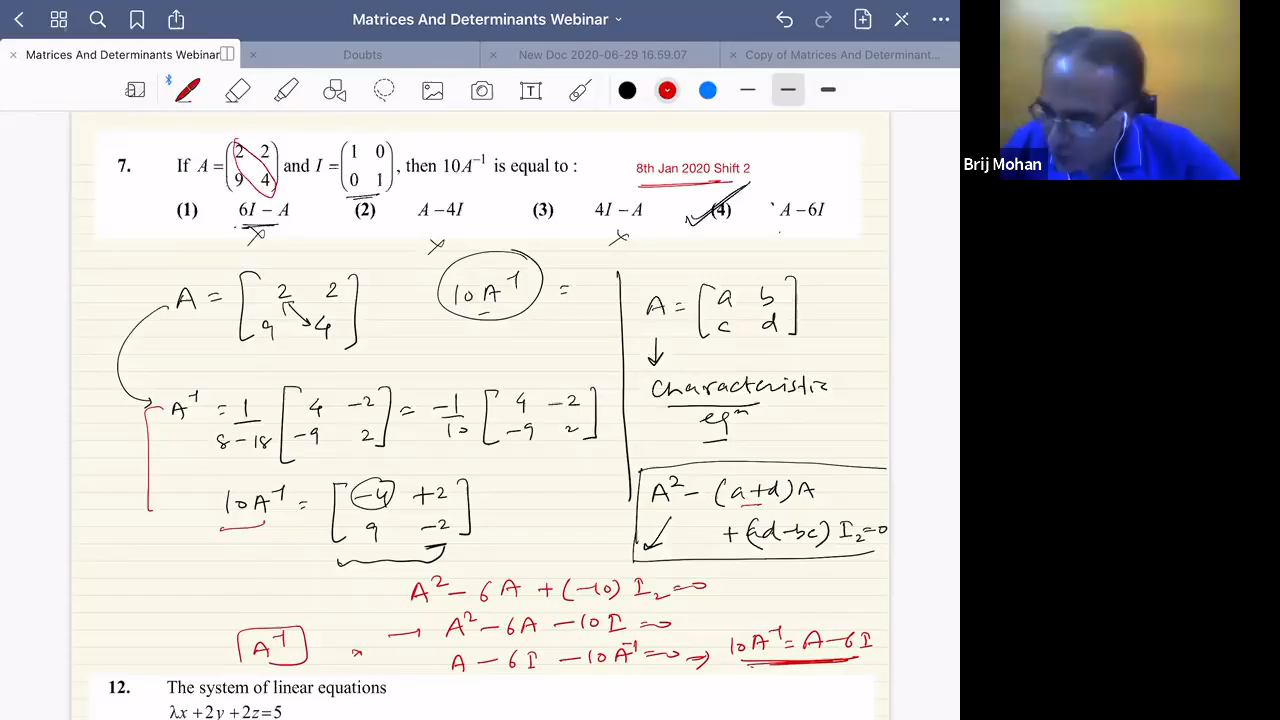 Matrices And Determinants Webinar
Matrices And Determinants Webinar
Doubts
New Doc 2020-06-29 16.59.07
Copy of Matrices And Determinant...
7. If A = (2 2 9 4) and I = (1 0 0 1), then 10A⁻¹ is equal to :
8th Jan 2020 Shift 2
(1) 6I – A (2) A – 4I (3) 4I – A (4) A – 6I
A = [2 2 9 4]
10A⁻¹ =
A⁻¹ = 1/(8-18) [4 -2 -9 2] = -1/10 [4 -2 -9 2]
10A⁻¹ = [-4 +2 9 -2]
A = [a b c d]
Characteristic
eqⁿ
A² - (a+d)A
+(ad-bc) I₂=0
A² - 6A + (-10) I₂ =0
→ A² - 6A - 10I =0
A⁻¹
A - 6I - 10A⁻¹ =0 ⇒ 10A⁻¹ = A - 6I
12. The system of linear equations
λx + 2y + 2z = 5
Brij Mohan